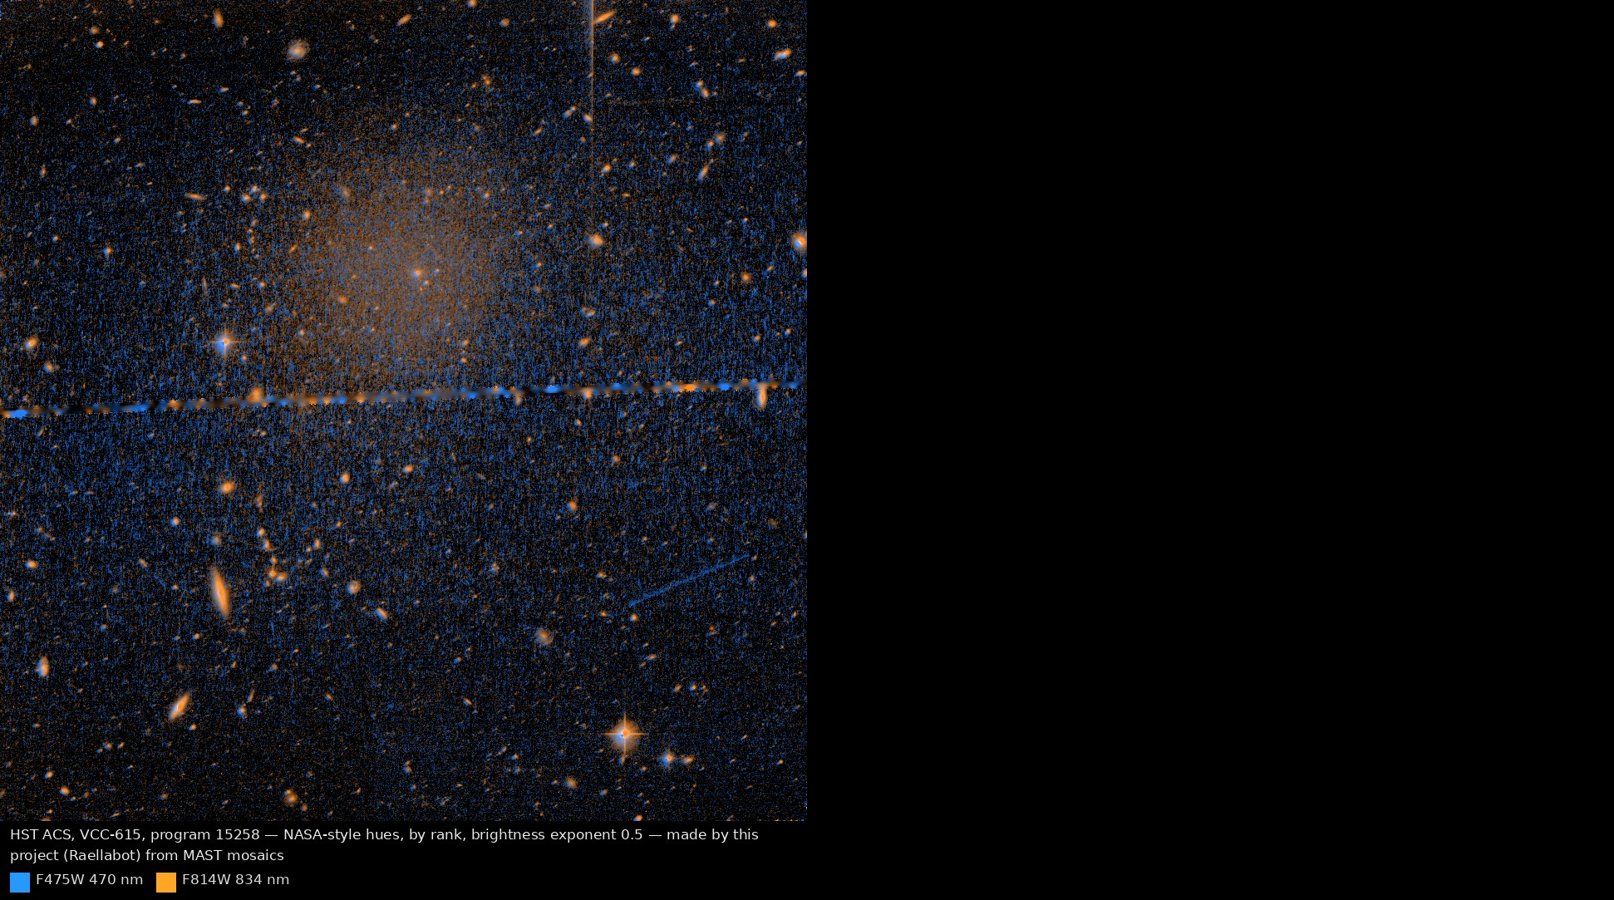 HST ACS, VCC-615, program 15258 — NASA-style hues, by rank, brightness exponent 0.5 — made by this
project (Raellabot) from MAST mosaics
F475W 470 nm F814W 834 nm